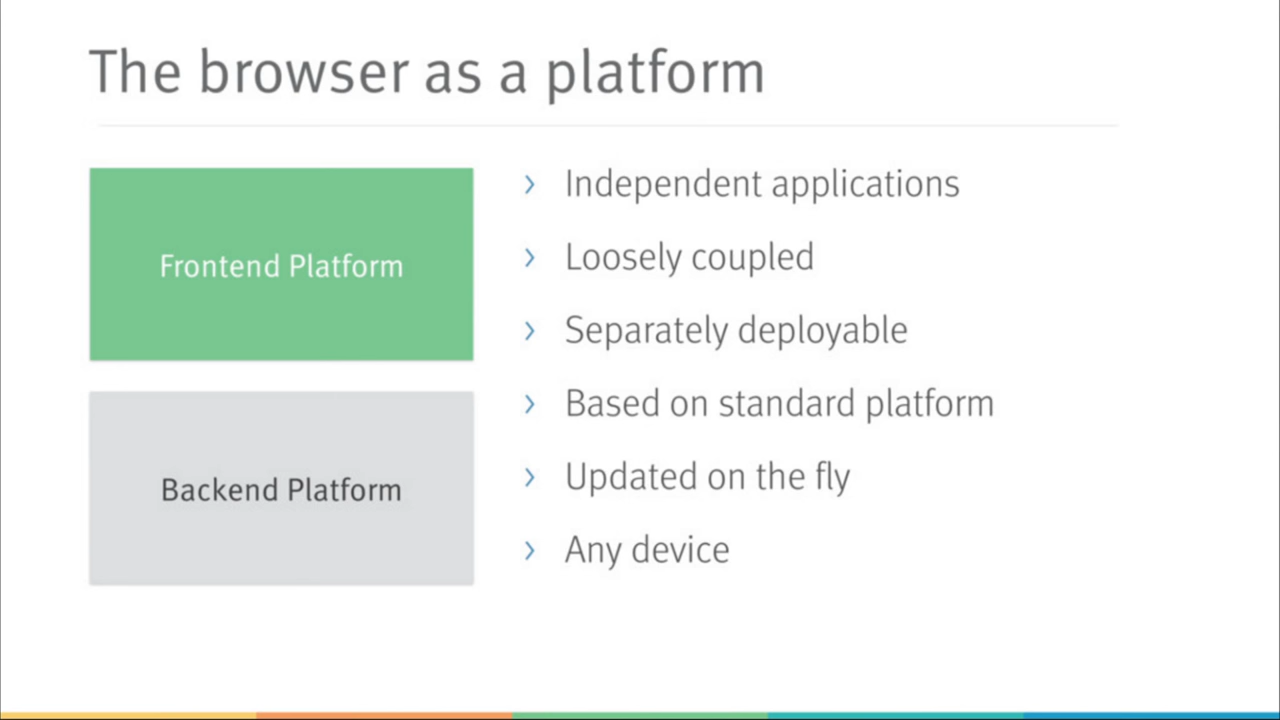 The browser as a platform
Frontend Platform
Backend Platform
Independent applications
Loosely coupled
Separately deployable
Based on standard platform
Updated on the fly
Any device